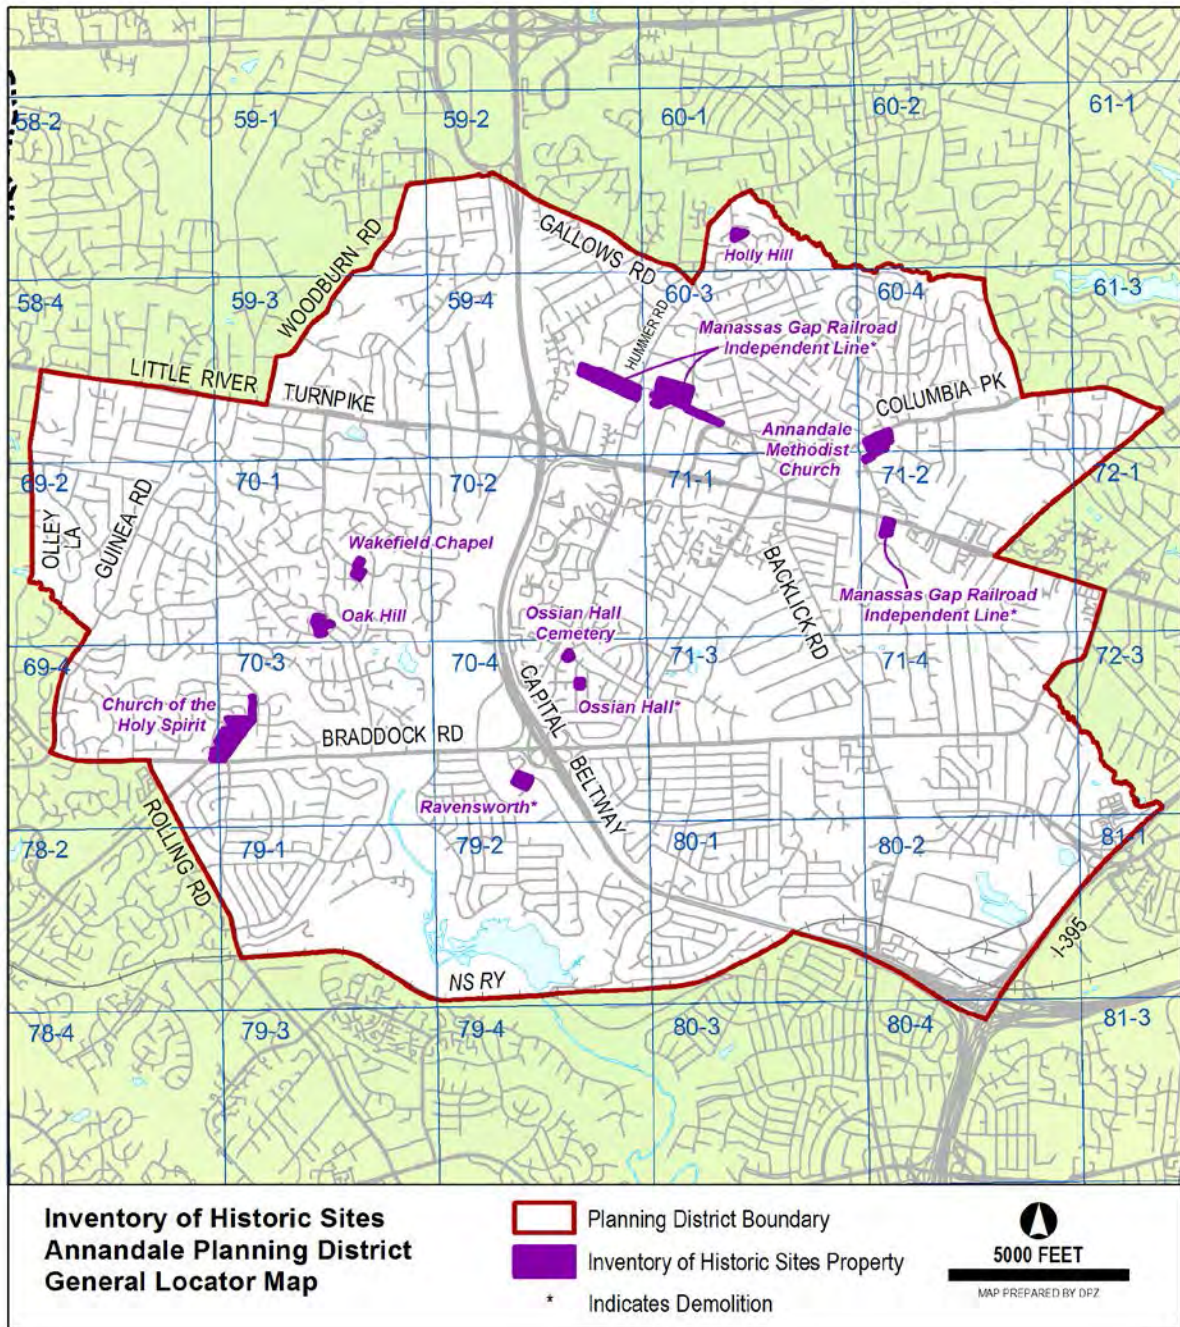 58-2
59-1
59-2
60-1
60-2
61-1
WOODBURN RD
GALLOWS RD
Holly Hill
58-4
59-3
59-4
60-3
60-4
61-3
HUMMER RD
Manassas Gap Railroad
Independent Line*
LITTLE RIVER TURNPIKE
COLUMBIA PK
Annandale
Methodist
Church
69-2
70-1
70-2
71-1
71-2
72-1
OLLEY
LA
GUINEA RD
Wakefield Chapel
BACKLICK RD
Manassas Gap Railroad
Independent Line*
Oak Hill
Ossian Hall
Cemetery
69-4
70-3
70-4
71-3
71-4
72-3
Church of the
Holy Spirit
Ossian Hall*
CAPITAL BELTWAY
BRADDOCK RD
Ravensworth*
ROLLING RD
78-2
79-1
79-2
80-1
80-2
81-1
I-395
NS RY
78-4
79-3
79-4
80-3
80-4
81-3
Inventory of Historic Sites
Annandale Planning District
General Locator Map
Planning District Boundary
Inventory of Historic Sites Property
* Indicates Demolition
5000 FEET
MAP PREPARED BY DPZ